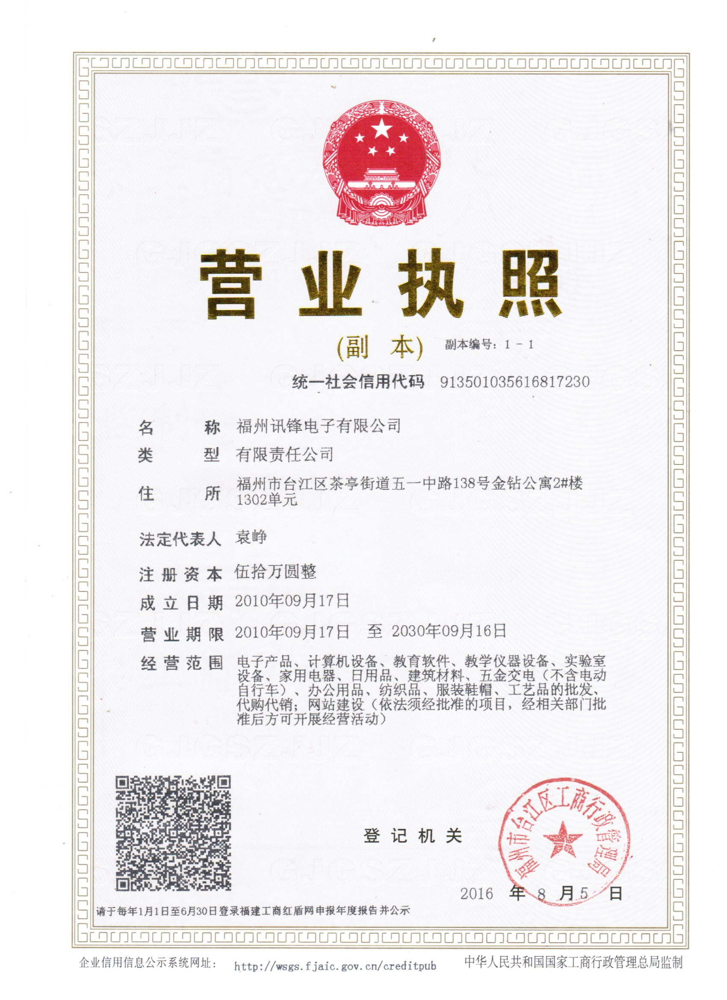 营业执照
(副 本) 副本编号：1-1
统一社会信用代码 913501035616817230
名 称 福州讯锋电子有限公司
类 型 有限责任公司
住 所 福州市台江区茶亭街道五一中路138号金钻公寓2#楼
1302单元
法定代表人 袁峥
注册资本 伍拾万圆整
成立日期 2010年09月17日
营业期限 2010年09月17日 至 2030年09月16日
经营范围 电子产品、计算机设备、教育软件、教学仪器设备、实验室
设备、家用电器、日用品、建筑材料、五金交电（不含电动
自行车）、办公用品、纺织品、服装鞋帽、工艺品的批发、
代购代销；网站建设（依法须经批准的项目，经相关部门批
准后方可开展经营活动）
福州市台江区工商行政管理局
登记机关
2016 年 8 月 5 日
请于每年1月1日至6月30日登录福建工商红盾网申报年度报告并公示
企业信用信息公示系统网址： http://wsgs.fjaic.gov.cn/creditpub 中华人民共和国国家工商行政管理总局监制